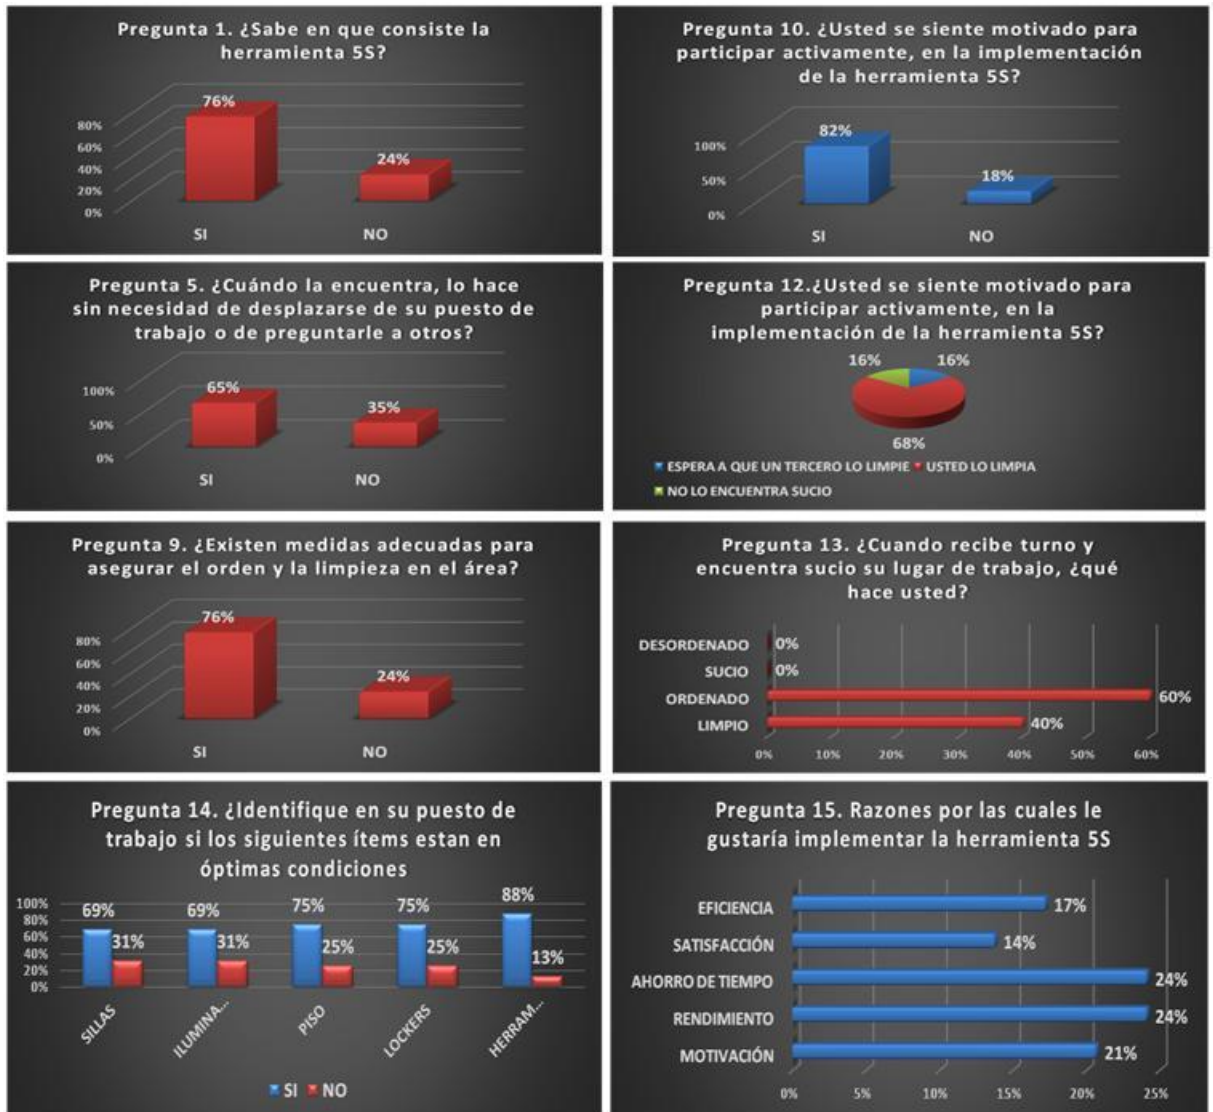 Pregunta 1. ¿Sabe en que consiste la
herramienta 5S?
76%
24%
80%
60%
40%
20%
0%
SI
NO
Pregunta 10. ¿Usted se siente motivado para
participar activamente, en la implementación
de la herramienta 5S?
82%
18%
100%
50%
0%
SI
NO
Pregunta 5. ¿Cuándo la encuentra, lo hace
sin necesidad de desplazarse de su puesto de
trabajo o de preguntarle a otros?
65%
35%
100%
50%
0%
SI
NO
Pregunta 12.¿Usted se siente motivado para
participar activamente, en la
implementación de la herramienta 5S?
16%
16%
68%
ESPERA A QUE UN TERCERO LO LIMPIE USTED LO LIMPIA
NO LO ENCUENTRA SUCIO
Pregunta 9. ¿Existen medidas adecuadas para
asegurar el orden y la limpieza en el área?
76%
24%
80%
60%
40%
20%
0%
SI
NO
Pregunta 13. ¿Cuando recibe turno y
encuentra sucio su lugar de trabajo, ¿qué
hace usted?
DESORDENADO 0%
SUCIO 0%
ORDENADO 60%
LIMPIO 40%
0% 10% 20% 30% 40% 50% 60%
Pregunta 14. ¿Identifique en su puesto de
trabajo si los siguientes ítems estan en
óptimas condiciones
100%
80%
60%
40%
20%
0%
69% 31% 69% 31% 75% 25% 75% 25% 88% 13%
SILLAS
ILUMINA...
PISO
LOCKERS
HERRAM...
SI NO
Pregunta 15. Razones por las cuales le
gustaría implementar la herramienta 5S
EFICIENCIA 17%
SATISFACCIÓN 14%
AHORRO DE TIEMPO 24%
RENDIMIENTO 24%
MOTIVACIÓN 21%
0% 5% 10% 15% 20% 25%